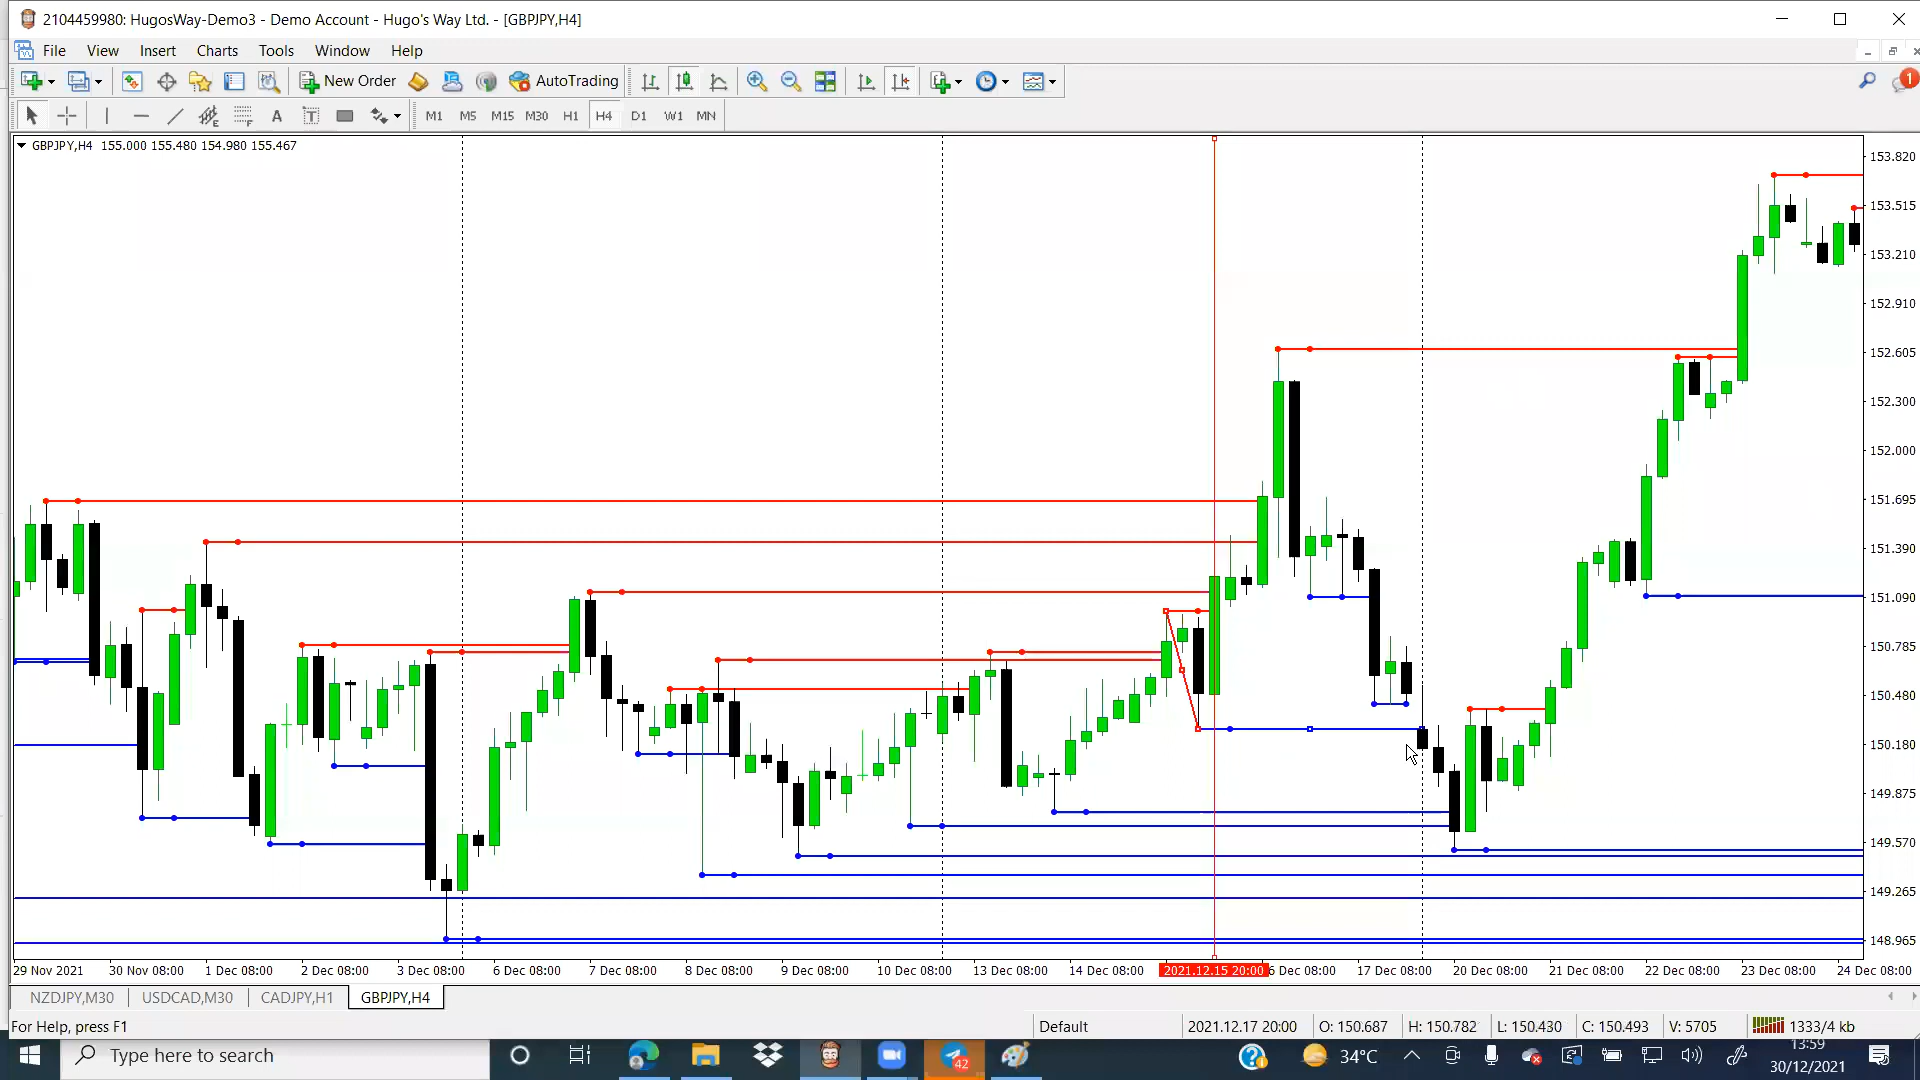 2104459980: HugosWay-Demo3 - Demo Account - Hugo's Way Ltd. - [GBPJPY,H4]
File View Insert Charts Tools Window Help
New Order AutoTrading 1
A T M1 M5 M15 M30 H1 H4 D1 W1 MN
GBPJPY,H4 155.000 155.480 154.980 155.467
153.820
153.515
153.210
152.910
152.605
152.300
152.000
151.695
151.390
151.090
150.785
150.480
150.180
149.875
149.570
149.265
148.965
29 Nov 2021 30 Nov 08:00 1 Dec 08:00 2 Dec 08:00 3 Dec 08:00 6 Dec 08:00 7 Dec 08:00 8 Dec 08:00 9 Dec 08:00 10 Dec 08:00 13 Dec 08:00 14 Dec 08:00 2021.12.15 20:00 6 Dec 08:00 17 Dec 08:00 20 Dec 08:00 21 Dec 08:00 22 Dec 08:00 23 Dec 08:00 24 Dec 08:00
NZDJPY,M30 USDCAD,M30 CADJPY,H1 GBPJPY,H4
For Help, press F1 Default 2021.12.17 20:00 O: 150.687 H: 150.782 L: 150.430 C: 150.493 V: 5705 1333/4 kb
Type here to search 42 34°C 13:59
30/12/2021